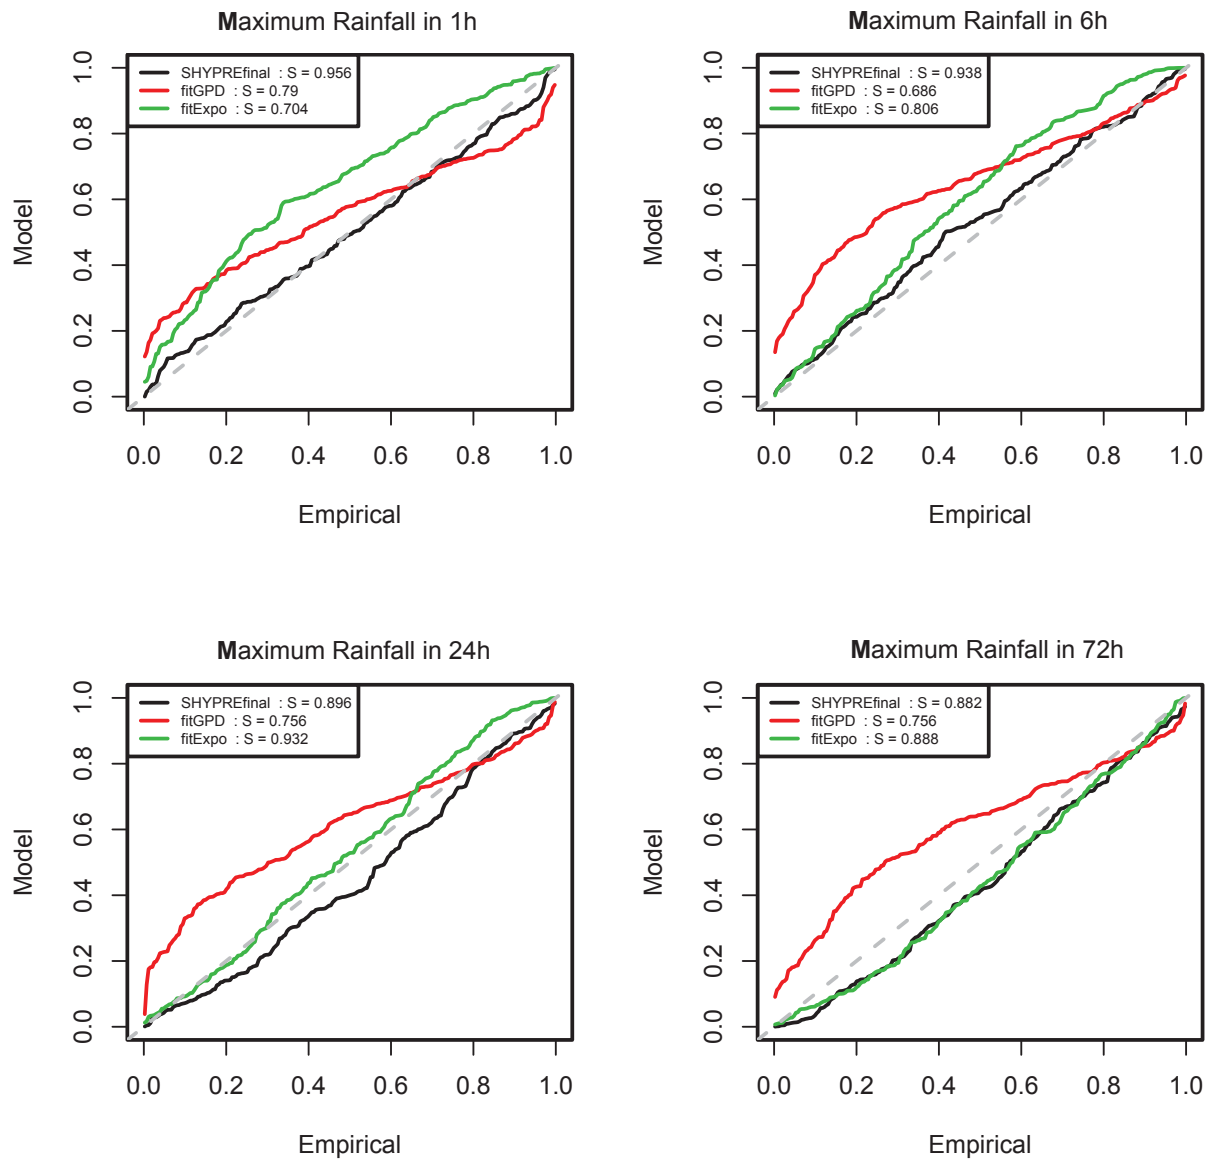 Maximum Rainfall in 1h
SHYPREfinal : S = 0.956
fitGPD : S = 0.79
fitExpo : S = 0.704
Model
0.0 0.2 0.4 0.6 0.8 1.0
0.0 0.2 0.4 0.6 0.8 1.0
Empirical
Maximum Rainfall in 6h
SHYPREfinal : S = 0.938
fitGPD : S = 0.686
fitExpo : S = 0.806
Model
0.0 0.2 0.4 0.6 0.8 1.0
0.0 0.2 0.4 0.6 0.8 1.0
Empirical
Maximum Rainfall in 24h
SHYPREfinal : S = 0.896
fitGPD : S = 0.756
fitExpo : S = 0.932
Model
0.0 0.2 0.4 0.6 0.8 1.0
0.0 0.2 0.4 0.6 0.8 1.0
Empirical
Maximum Rainfall in 72h
SHYPREfinal : S = 0.882
fitGPD : S = 0.756
fitExpo : S = 0.888
Model
0.0 0.2 0.4 0.6 0.8 1.0
0.0 0.2 0.4 0.6 0.8 1.0
Empirical